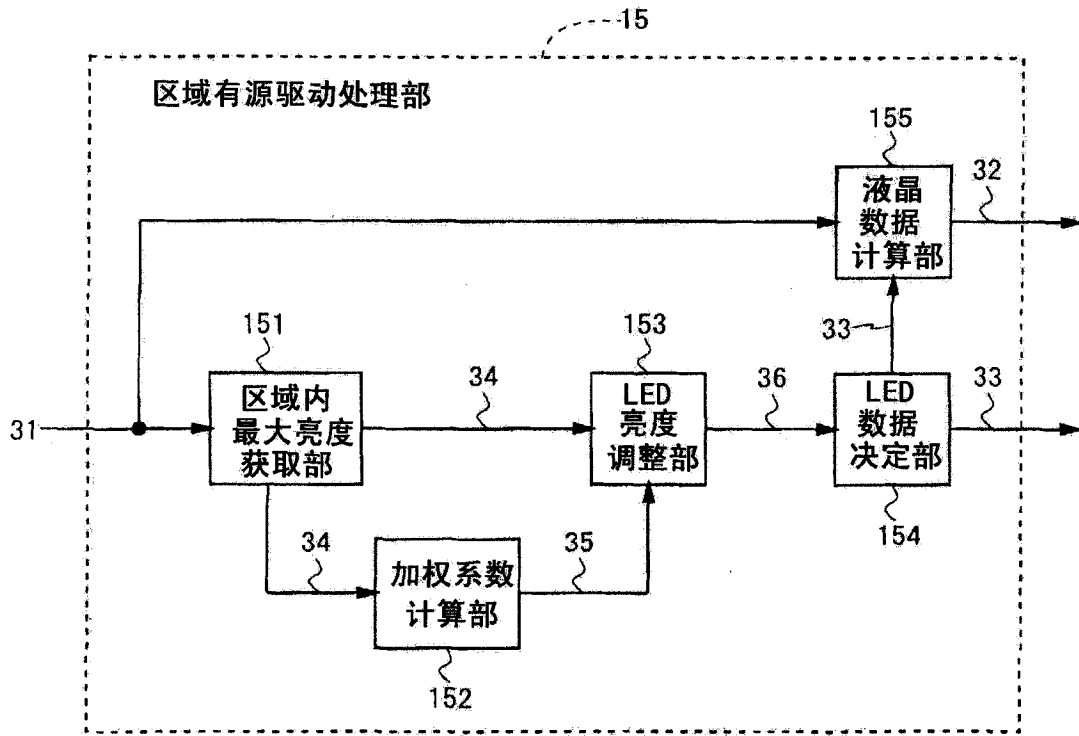 15
区域有源驱动处理部
155
液晶
数据
计算部
32
33
151
区域内
最大亮度
获取部
34
153
LED
亮度
调整部
36
LED
数据
决定部
33
154
31
34
加权系数
计算部
35
152